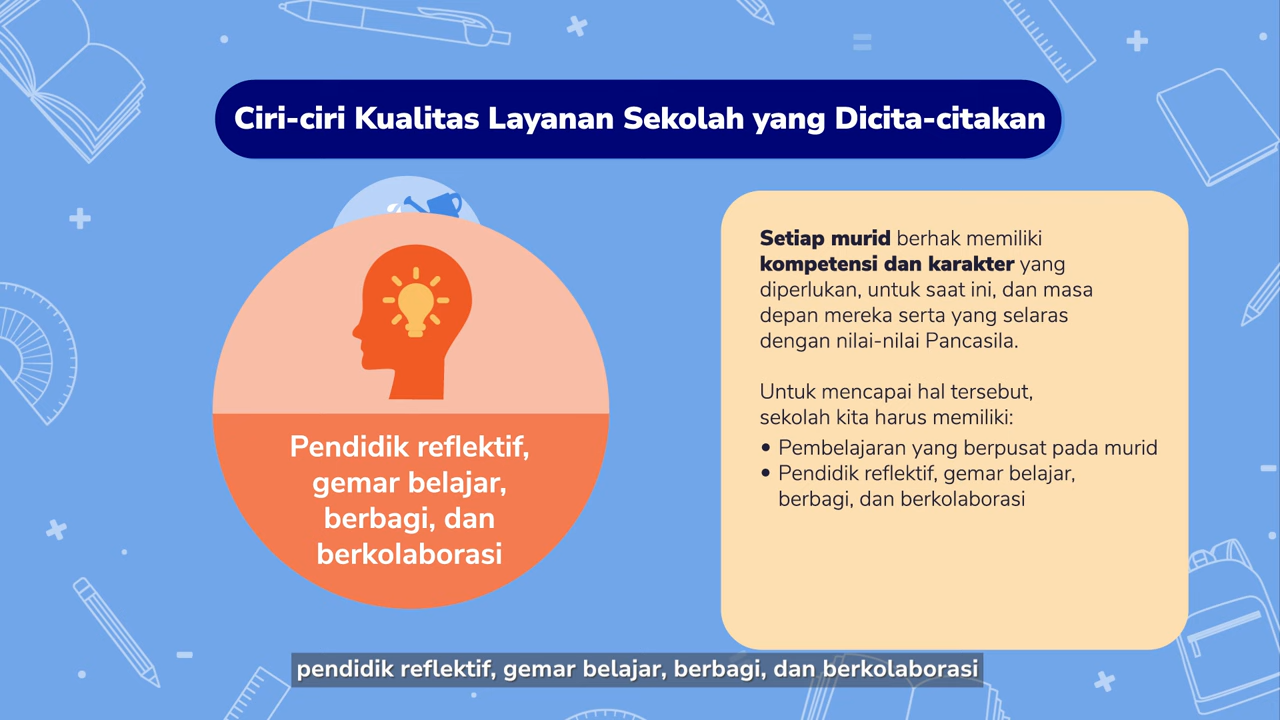 Ciri-ciri Kualitas Layanan Sekolah yang Dicita-citakan
Pendidik reflektif,
gemar belajar,
berbagi, dan
berkolaborasi
Setiap murid berhak memiliki
kompetensi dan karakter yang
diperlukan, untuk saat ini, dan masa
depan mereka serta yang selaras
dengan nilai-nilai Pancasila.
Untuk mencapai hal tersebut,
sekolah kita harus memiliki:
• Pembelajaran yang berpusat pada murid
• Pendidik reflektif, gemar belajar,
berbagi, dan berkolaborasi
pendidik reflektif, gemar belajar, berbagi, dan berkolaborasi